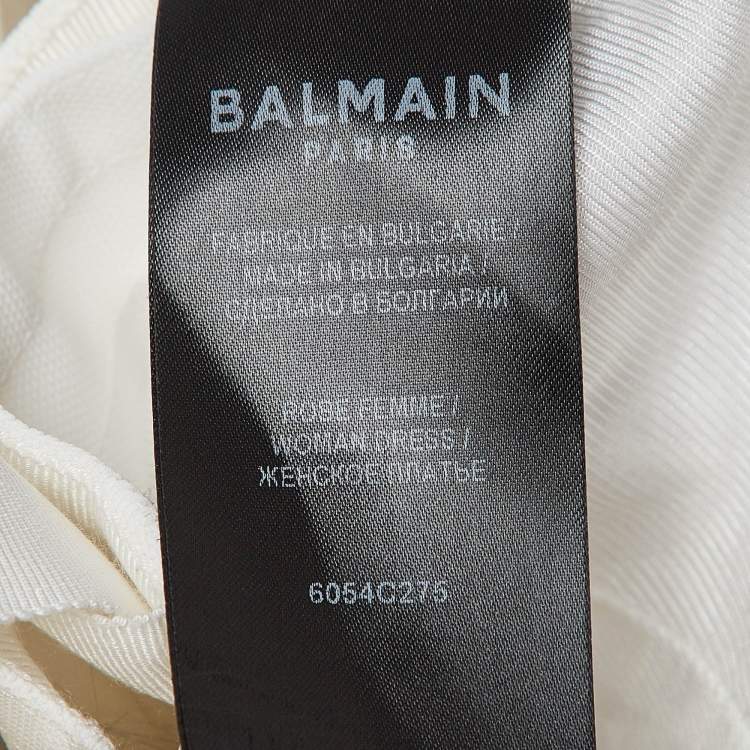 BALMAIN
PARIS
FABRIQUE EN BULGARIE /
MADE IN BULGARIA /
СДЕЛАНО В БОЛГАРИИ
ROBE FEMME /
WOMAN DRESS /
ЖЕНСКОЕ ПЛАТЬЕ
6054C275